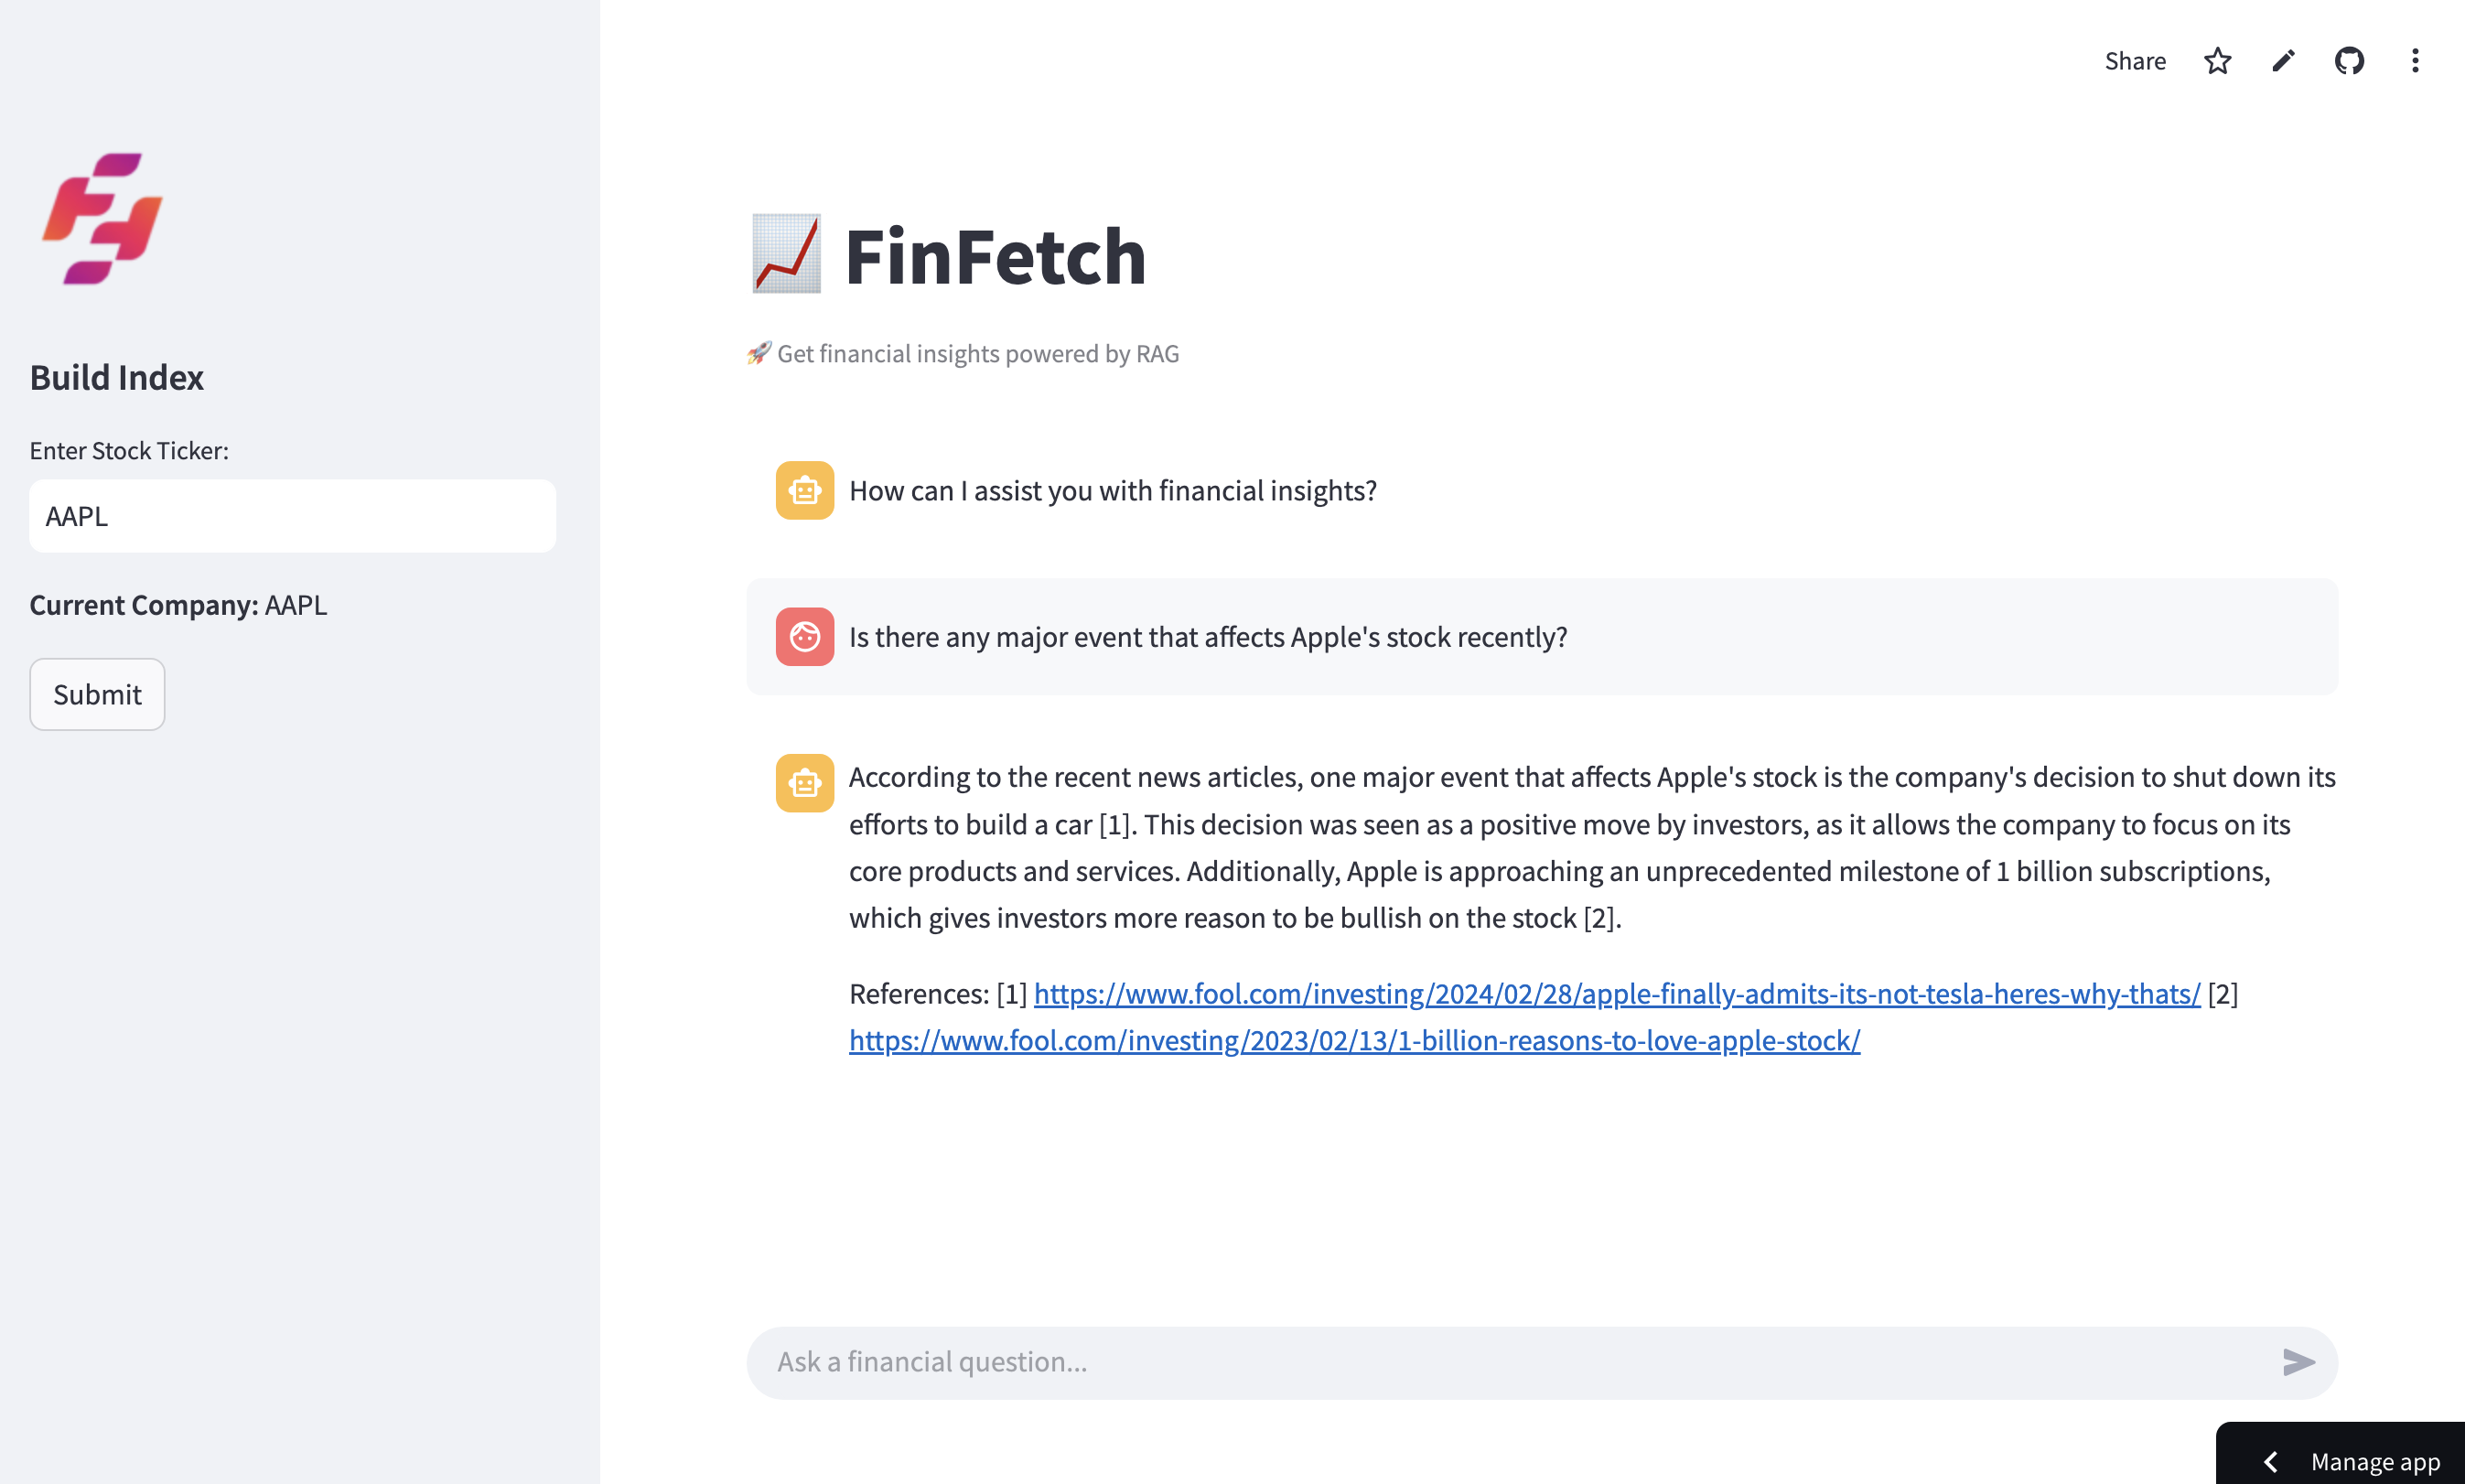 Share
Build Index
Enter Stock Ticker:
AAPL
Current Company: AAPL
Submit
FinFetch
Get financial insights powered by RAG
How can I assist you with financial insights?
Is there any major event that affects Apple's stock recently?
According to the recent news articles, one major event that affects Apple's stock is the company's decision to shut down its
efforts to build a car [1]. This decision was seen as a positive move by investors, as it allows the company to focus on its
core products and services. Additionally, Apple is approaching an unprecedented milestone of 1 billion subscriptions,
which gives investors more reason to be bullish on the stock [2].
References: [1] https://www.fool.com/investing/2024/02/28/apple-finally-admits-its-not-tesla-heres-why-thats/ [2]
https://www.fool.com/investing/2023/02/13/1-billion-reasons-to-love-apple-stock/
Ask a financial question...
Manage app